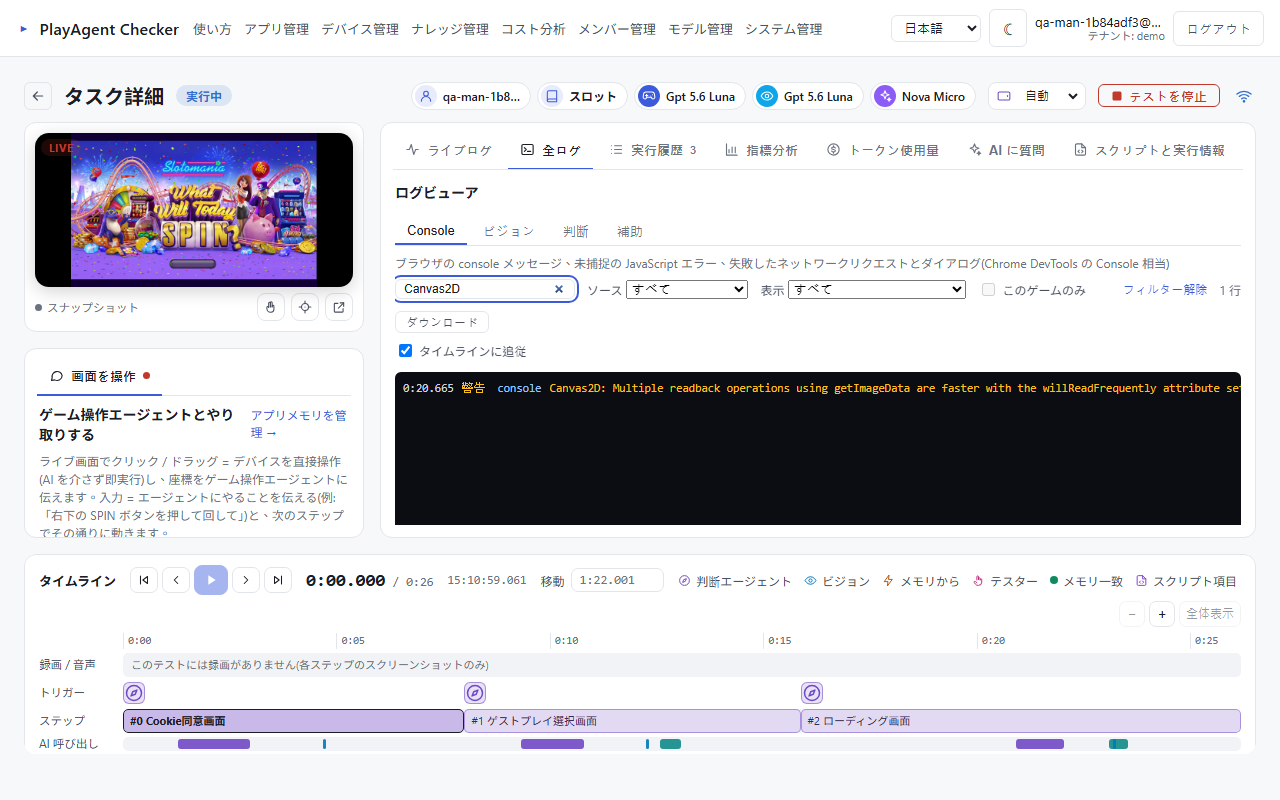 PlayAgent Checker 使い方 アプリ管理 デバイス管理 ナレッジ管理 コスト分析 メンバー管理 モデル管理 システム管理 日本語 qa-man-1b84adf3@... ログアウト
テナント: demo
タスク詳細 実行中 qa-man-1b8... スロット Gpt 5.6 Luna Gpt 5.6 Luna Nova Micro 自動 テストを停止
LIVE
Slotomania
What Will Today SPIN?
スナップショット
画面を操作
ゲーム操作エージェントとやり取りする
アプリメモリを管理 →
ライブ画面でクリック / ドラッグ = デバイスを直接操作
(AI を介さず即実行)し、座標をゲーム操作エージェントに
伝えます。入力 = エージェントにやることを伝える(例:
「右下の SPIN ボタンを押して回して」)と、次のステップ
でその通りに動きます。
ライブログ 全ログ 実行履歴 3 指標分析 トークン使用量 AI に質問 スクリプトと実行情報
ログビューア
Console ビジョン 判断 補助
ブラウザの console メッセージ、未捕捉の JavaScript エラー、失敗したネットワークリクエストとダイアログ(Chrome DevTools の Console 相当)
Canvas2D ソース すべて 表示 すべて このゲームのみ フィルター解除 1 行
ダウンロード
タイムラインに追従
0:20.665 警告 console Canvas2D: Multiple readback operations using getImageData are faster with the willReadFrequently attribute set
タイムライン 0:00.000 / 0:26 15:10:59.061 移動 1:22.001 判断エージェント ビジョン メモリから テスター メモリ一致 スクリプト項目
− + 全体表示
0:00 0:05 0:10 0:15 0:20 0:25
録画 / 音声 このテストには録画がありません(各ステップのスクリーンショットのみ)
トリガー
ステップ #0 Cookie同意画面 #1 ゲストプレイ選択画面 #2 ローディング画面
AI 呼び出し